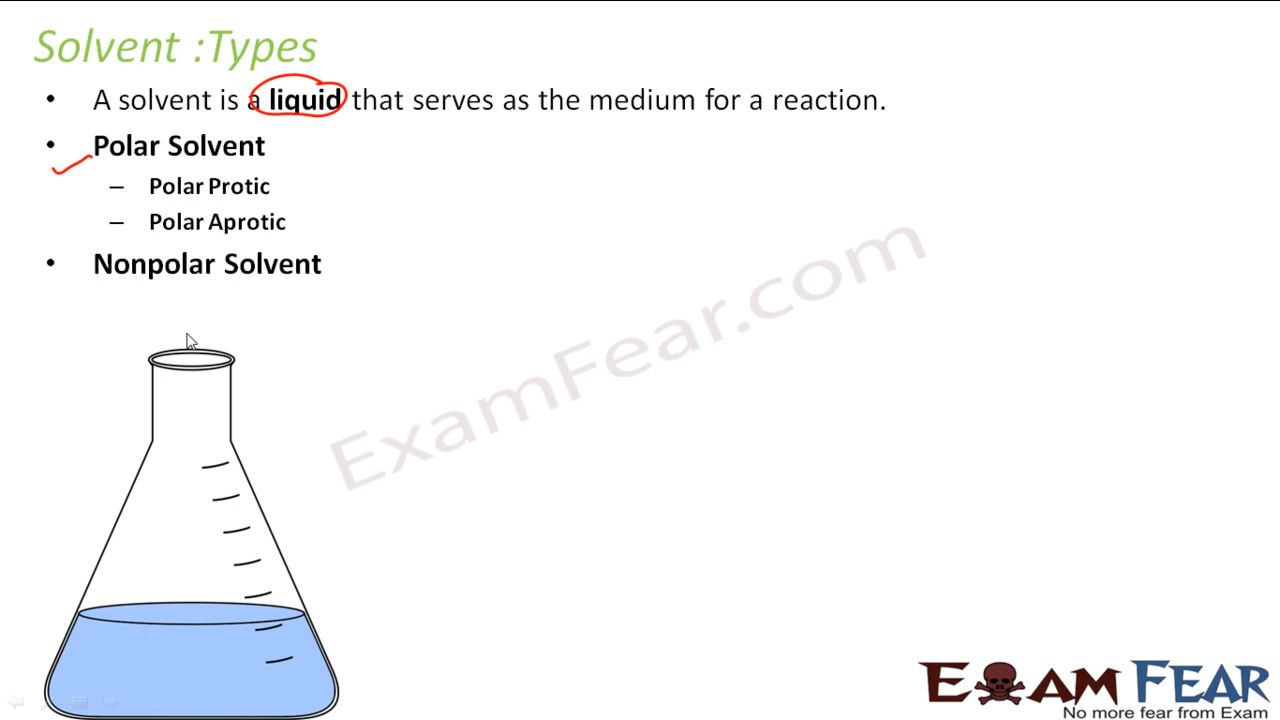 Solvent :Types
• A solvent is a liquid that serves as the medium for a reaction.
• Polar Solvent
– Polar Protic
– Polar Aprotic
• Nonpolar Solvent
ExamFear.com
EXAM FEAR
No more fear from Exam